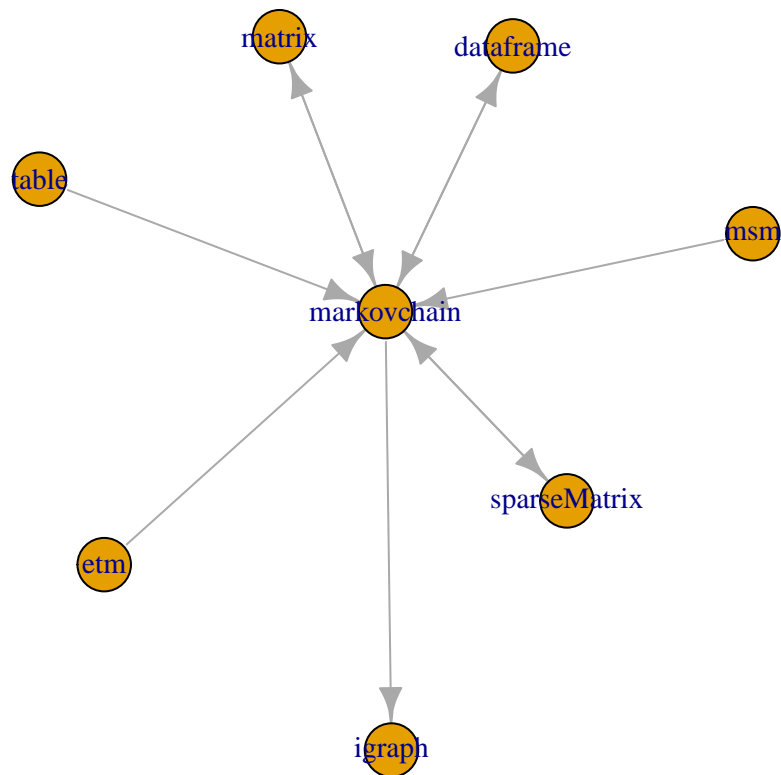 matrix
dataframe
table
msm
markovchain
sparseMatrix
etm
igraph